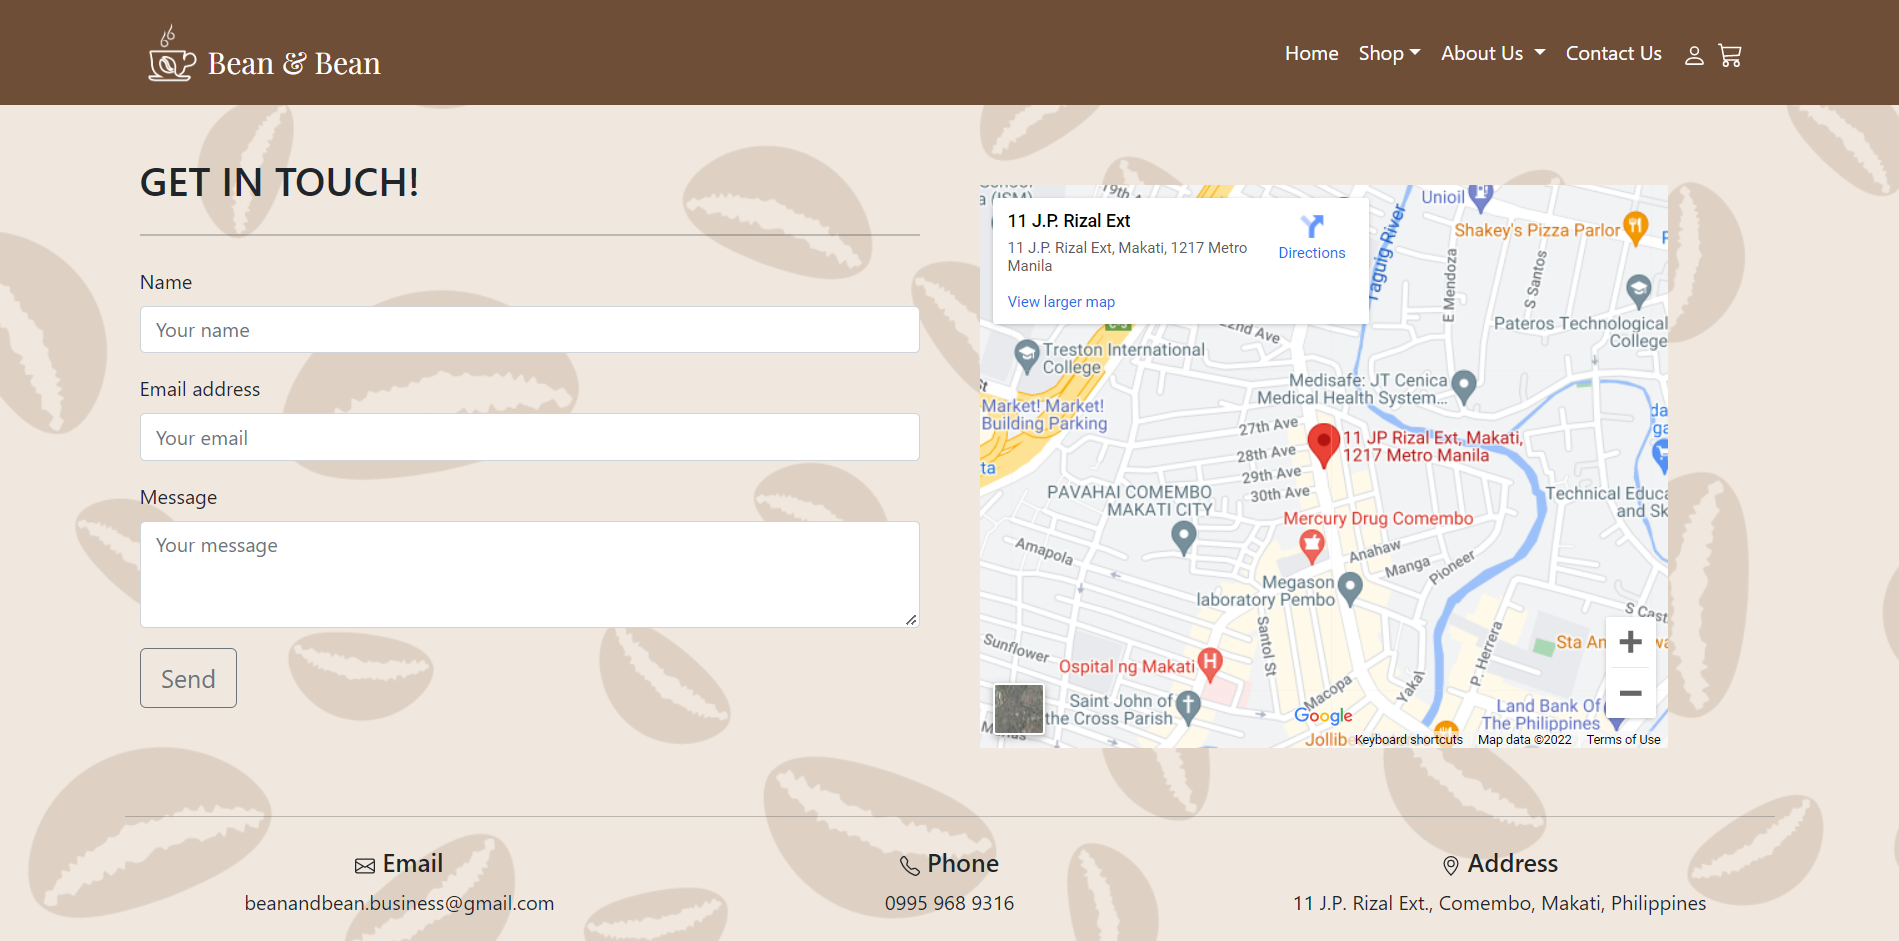 Bean & Bean
Home
Shop
About Us
Contact Us
GET IN TOUCH!
Name
Your name
Email address
Your email
Message
Your message
Send
11 J.P. Rizal Ext
11 J.P. Rizal Ext, Makati, 1217 Metro
Manila
View larger map
Directions
19th
Taguig River
Unioil
Shakey's Pizza Parlor
E Mendoza
S Santos
Pateros Technological
College
22nd Ave
C-5
Treston International
College
Medisafe: JT Cenica
Medical Health System...
Market! Market!
Building Parking
27th Ave
28th Ave
29th Ave
30th Ave
11 JP Rizal Ext, Makati,
1217 Metro Manila
PAVAHAI COMEMBO
MAKATI CITY
Technical Educa
and Sk
Mercury Drug Comembo
Amapola
Anahaw
Manga
Pioneer
Megason
laboratory Pembo
Santol St
S Cast
Sunflower
P. Herrera
Sta An
Ospital ng Makati
H
Macopa
Yakal
Saint John of
the Cross Parish
Land Bank Of
The Philippines
Google
Jollib
Keyboard shortcuts
Map data ©2022
Terms of Use
Email
beanandbean.business@gmail.com
Phone
0995 968 9316
Address
11 J.P. Rizal Ext., Comembo, Makati, Philippines